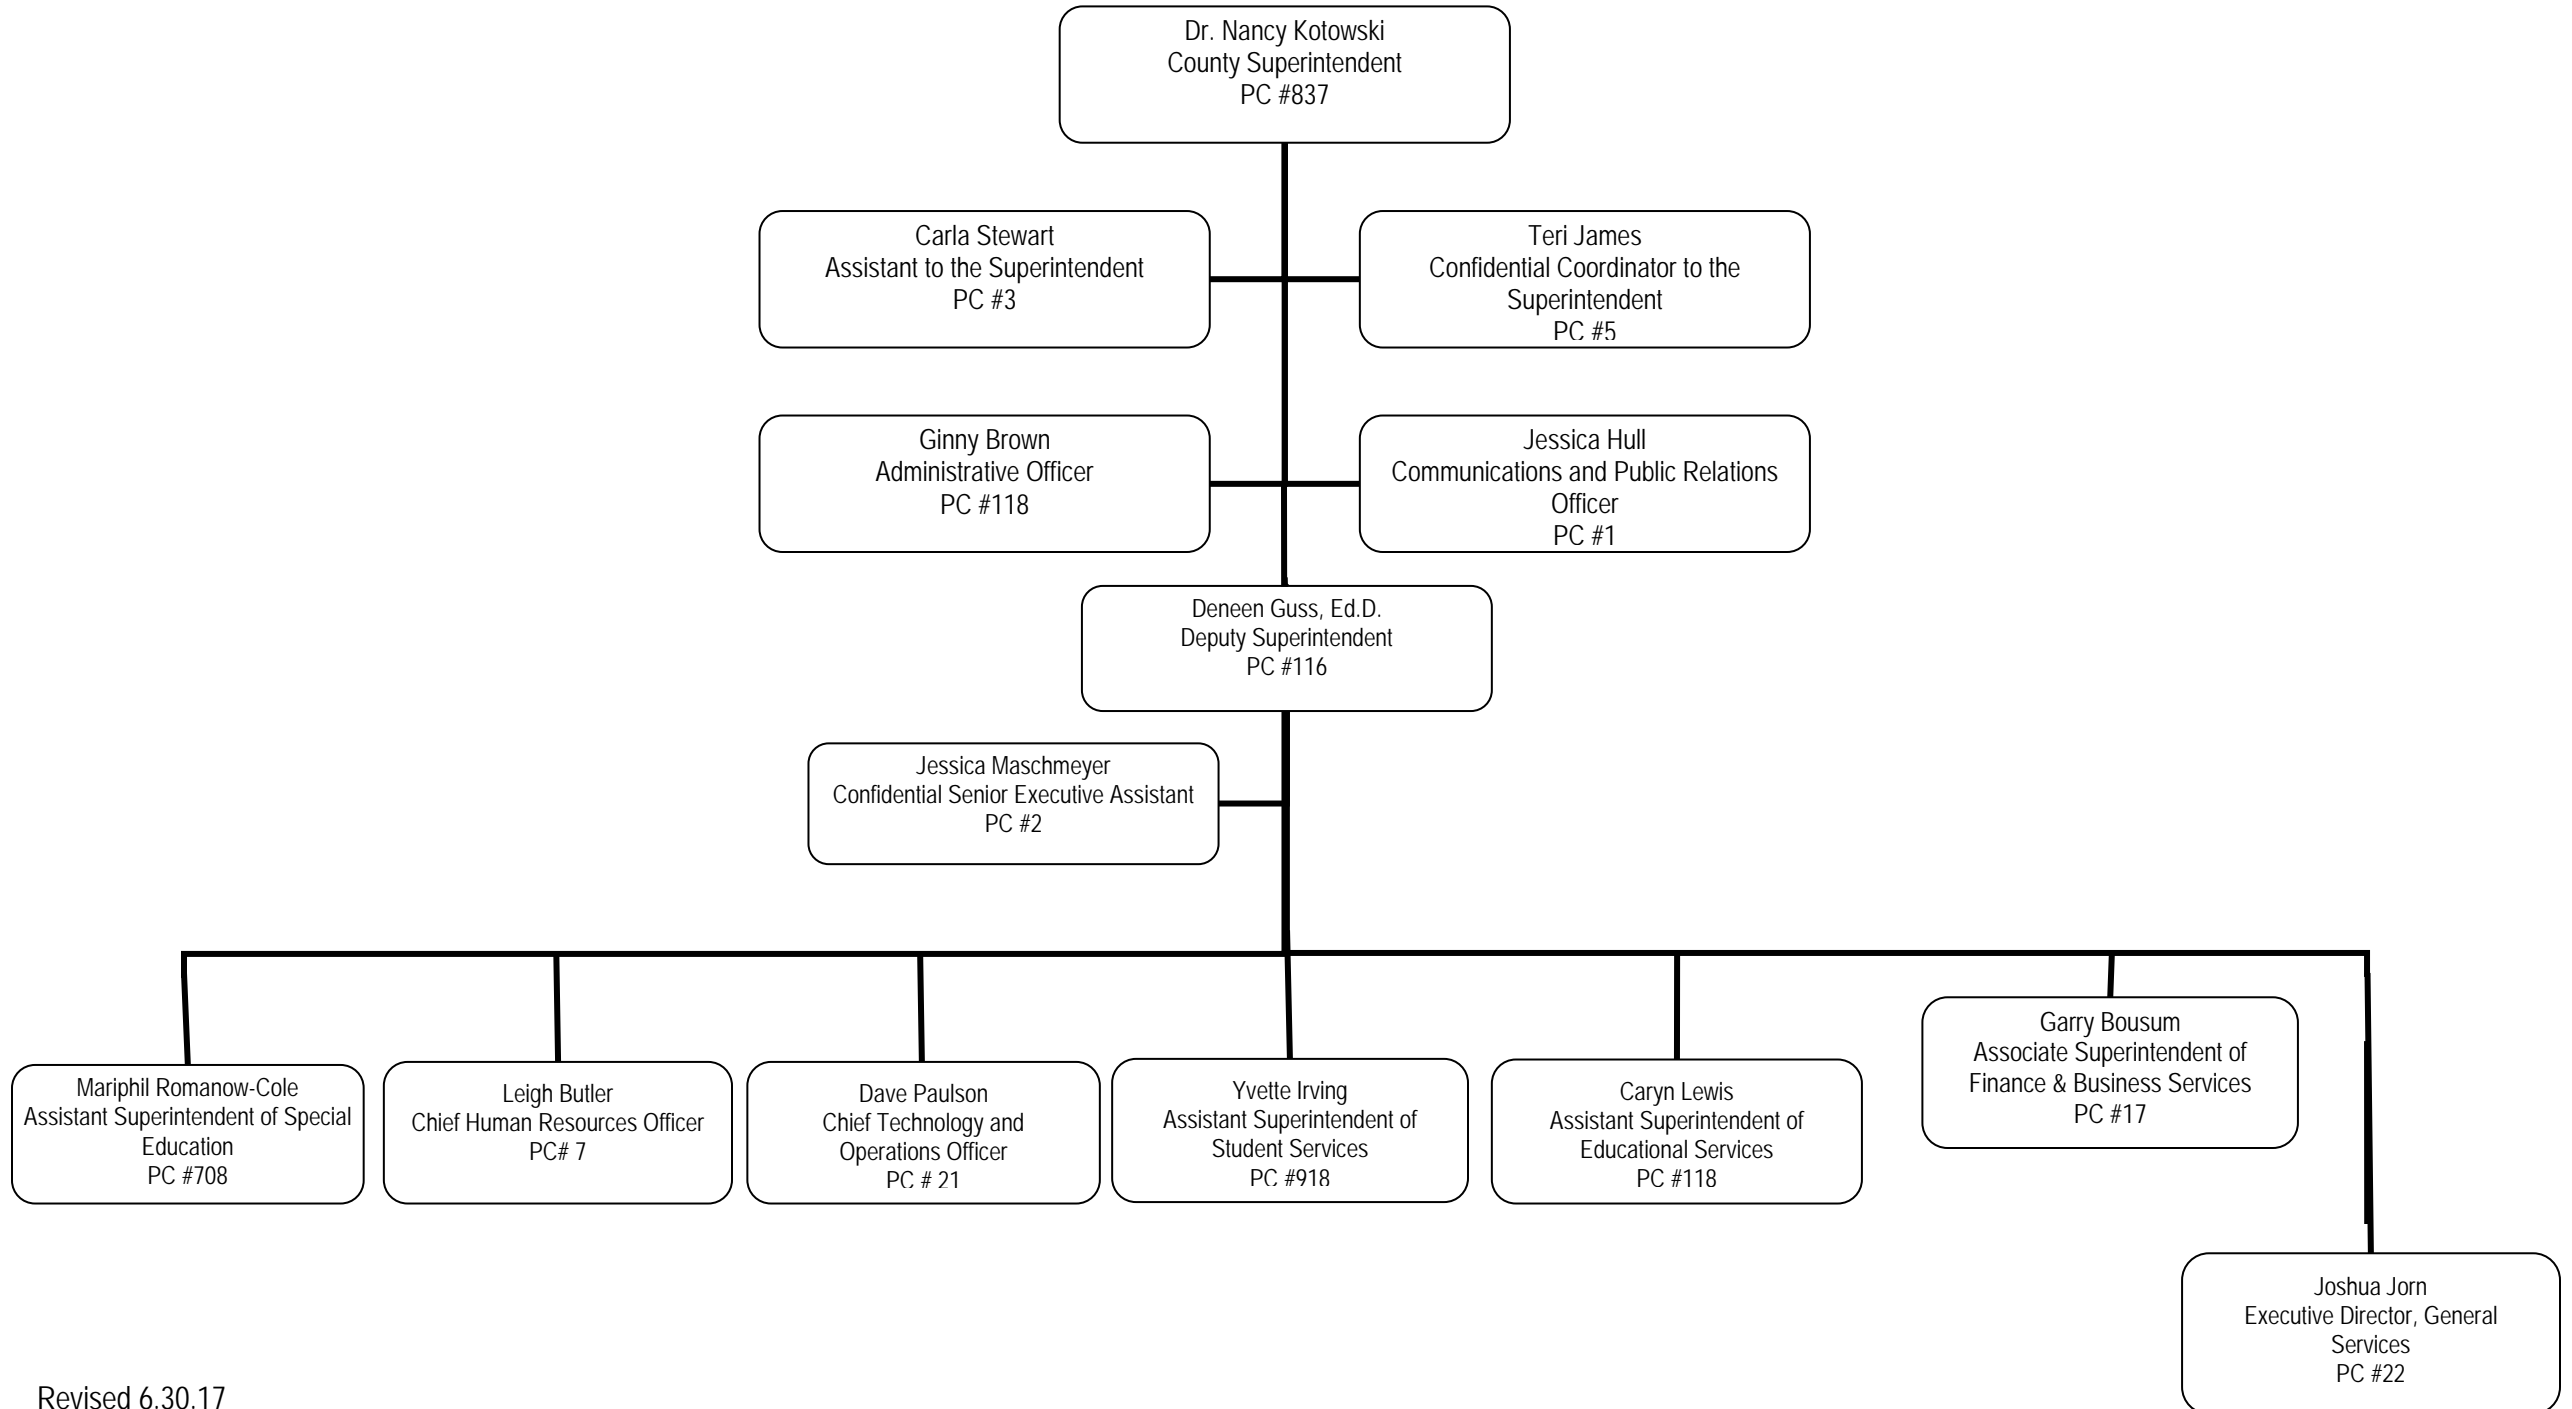 Dr. Nancy Kotowski
County Superintendent
PC #837
Carla Stewart
Assistant to the Superintendent
PC #3
Teri James
Confidential Coordinator to the
Superintendent
PC #5
Ginny Brown
Administrative Officer
PC #118
Jessica Hull
Communications and Public Relations
Officer
PC #1
Deneen Guss, Ed.D.
Deputy Superintendent
PC #116
Jessica Maschmeyer
Confidential Senior Executive Assistant
PC #2
Mariphil Romanow-Cole
Assistant Superintendent of Special
Education
PC #708
Leigh Butler
Chief Human Resources Officer
PC# 7
Dave Paulson
Chief Technology and
Operations Officer
PC # 21
Yvette Irving
Assistant Superintendent of
Student Services
PC #918
Caryn Lewis
Assistant Superintendent of
Educational Services
PC #118
Garry Bousum
Associate Superintendent of
Finance & Business Services
PC #17
Joshua Jorn
Executive Director, General
Services
PC #22
Revised 6.30.17